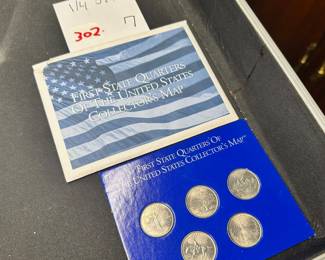 1/4
302.
7
FIRST STATE QUARTERS
OF THE UNITED STATES
COLLECTOR'S MAP
FIRST STATE QUARTERS OF
THE UNITED STATES COLLECTOR'S MAP